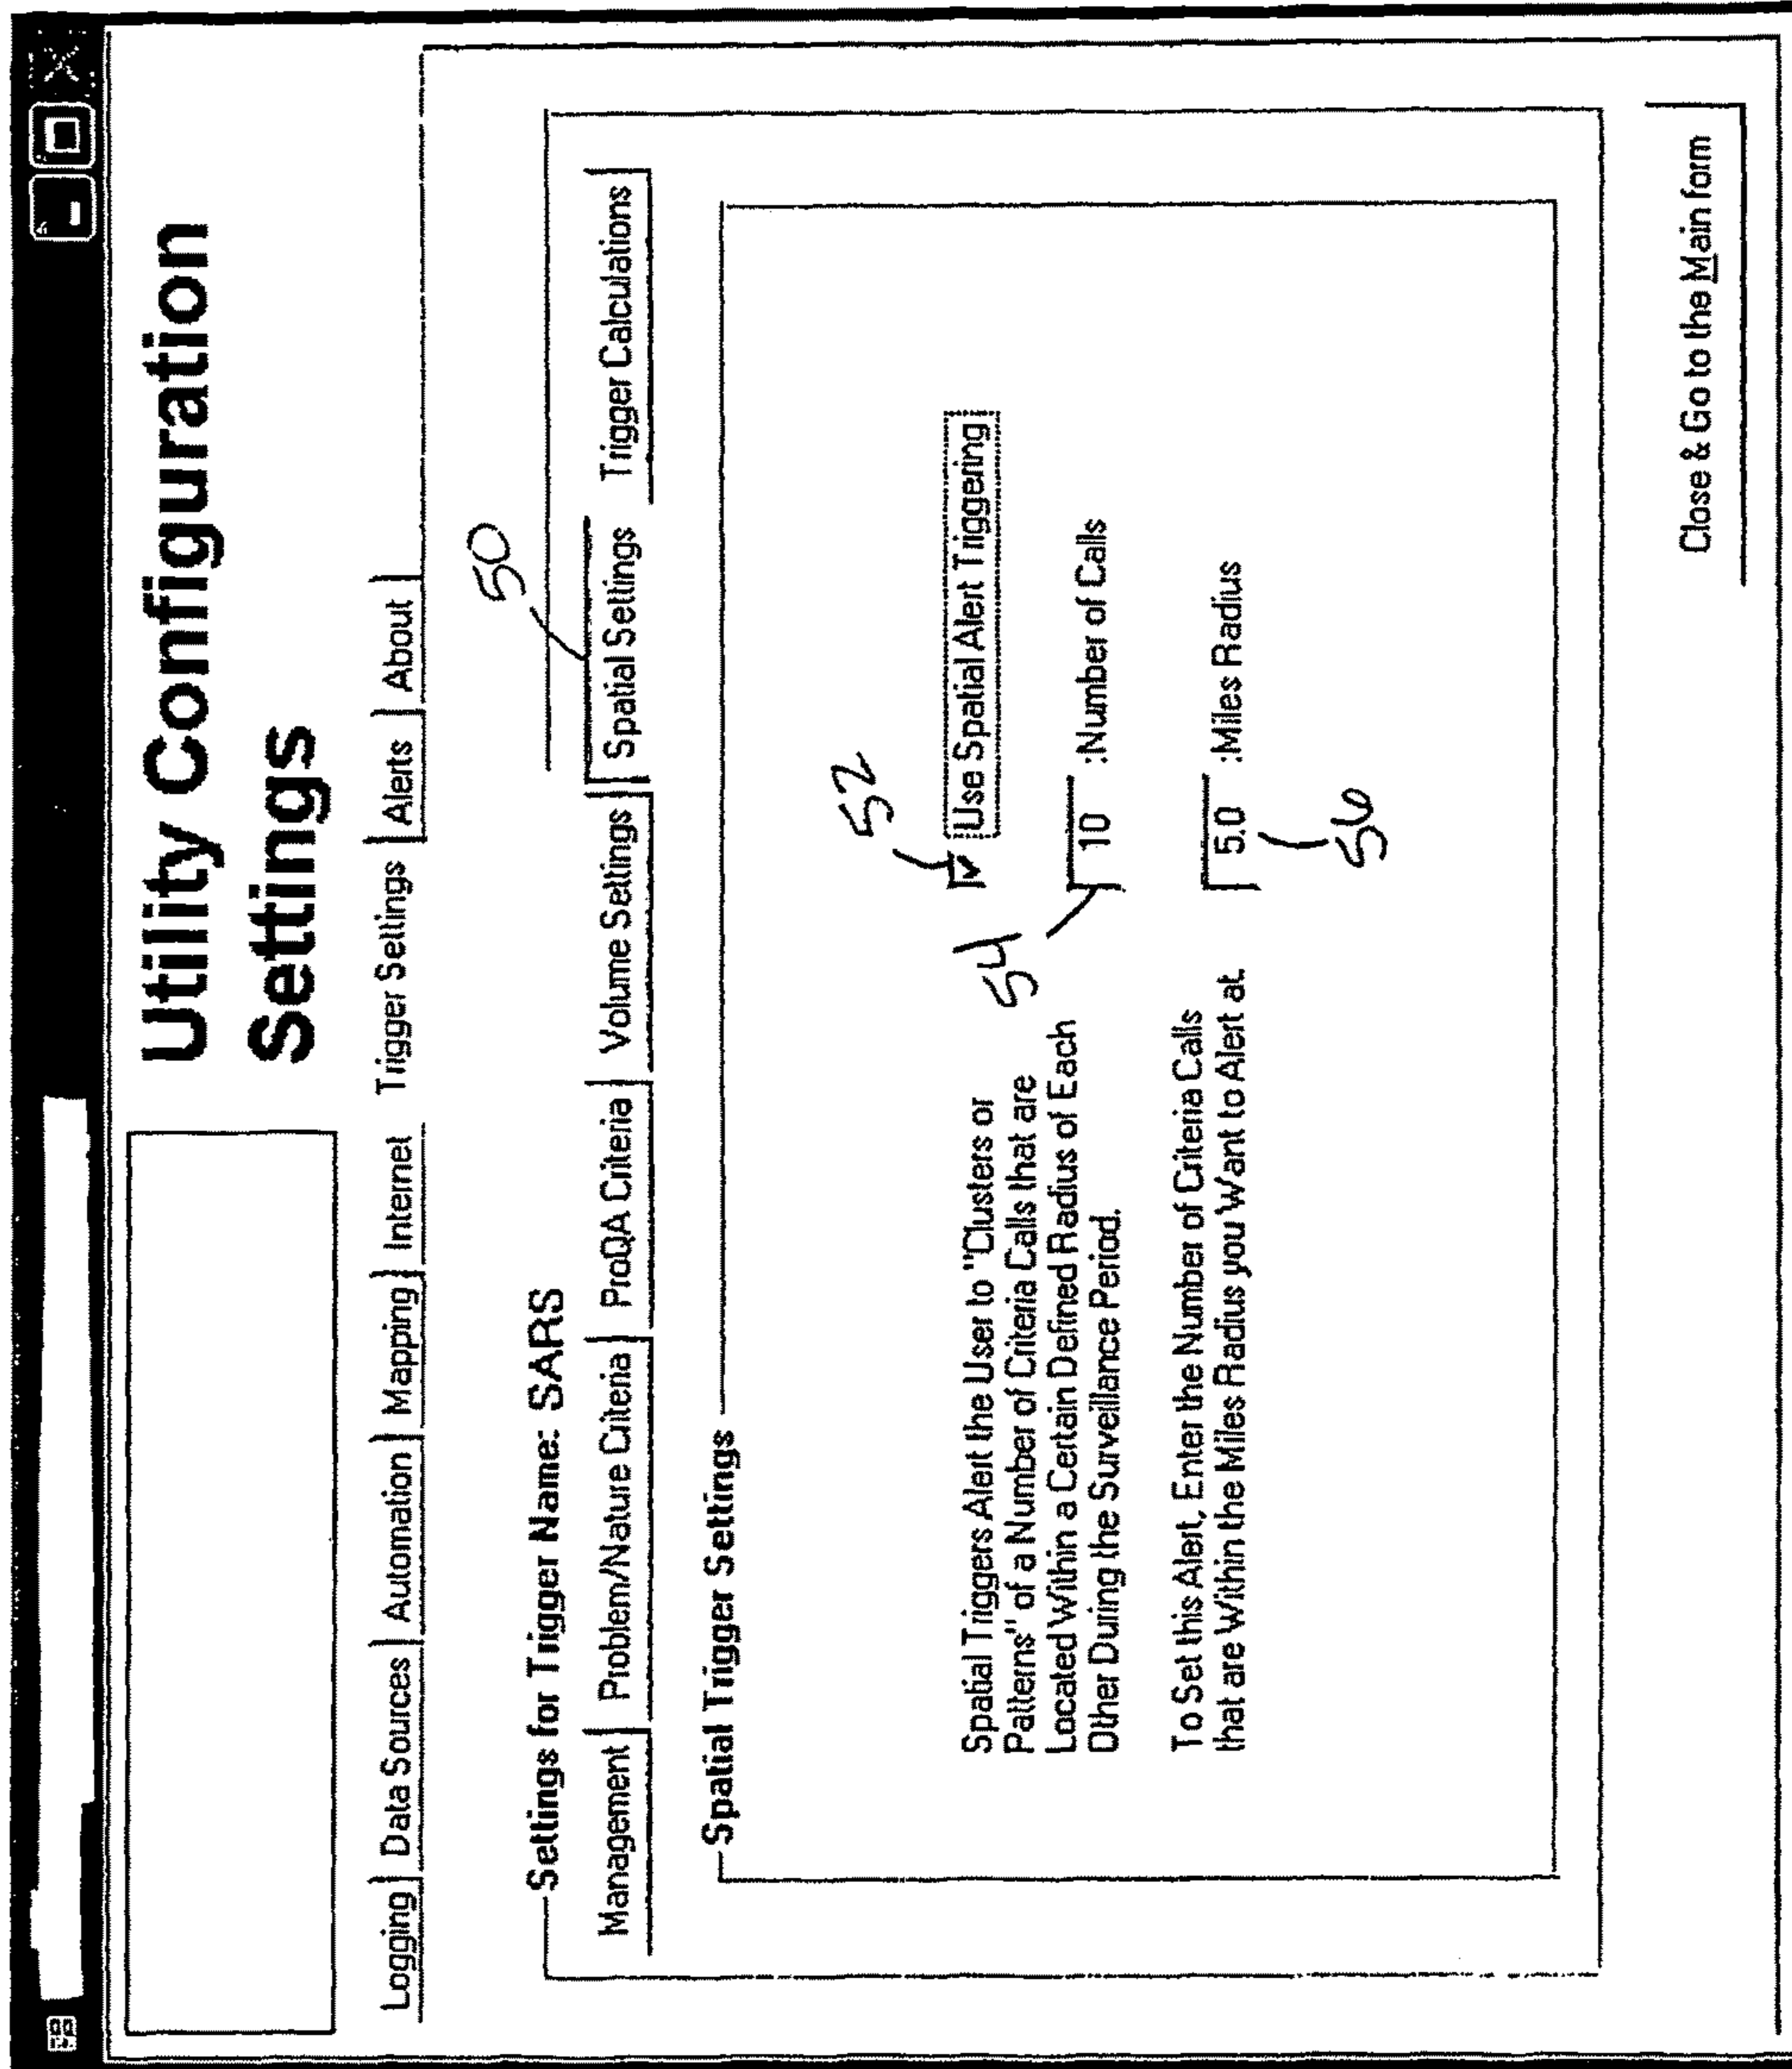 Utility Configuration
Settings
Logging Data Sources Automation Mapping Internet Trigger Settings Alerts About
50
Settings for Trigger Name: SARS
Management Problem/Nature Criteria ProQA Criteria Volume Settings Spatial Settings Trigger Calculations
Spatial Trigger Settings
52
54
Spatial Triggers Alert the User to "Clusters or
Patterns" of a Number of Criteria Calls that are
Located Within a Certain Defined Radius of Each
Other During the Surveillance Period.
To Set this Alert, Enter the Number of Criteria Calls
that are Within the Miles Radius you Want to Alert at.
Use Spatial Alert Triggering
10 :Number of Calls
5.0 :Miles Radius
56
Close & Go to the Main form